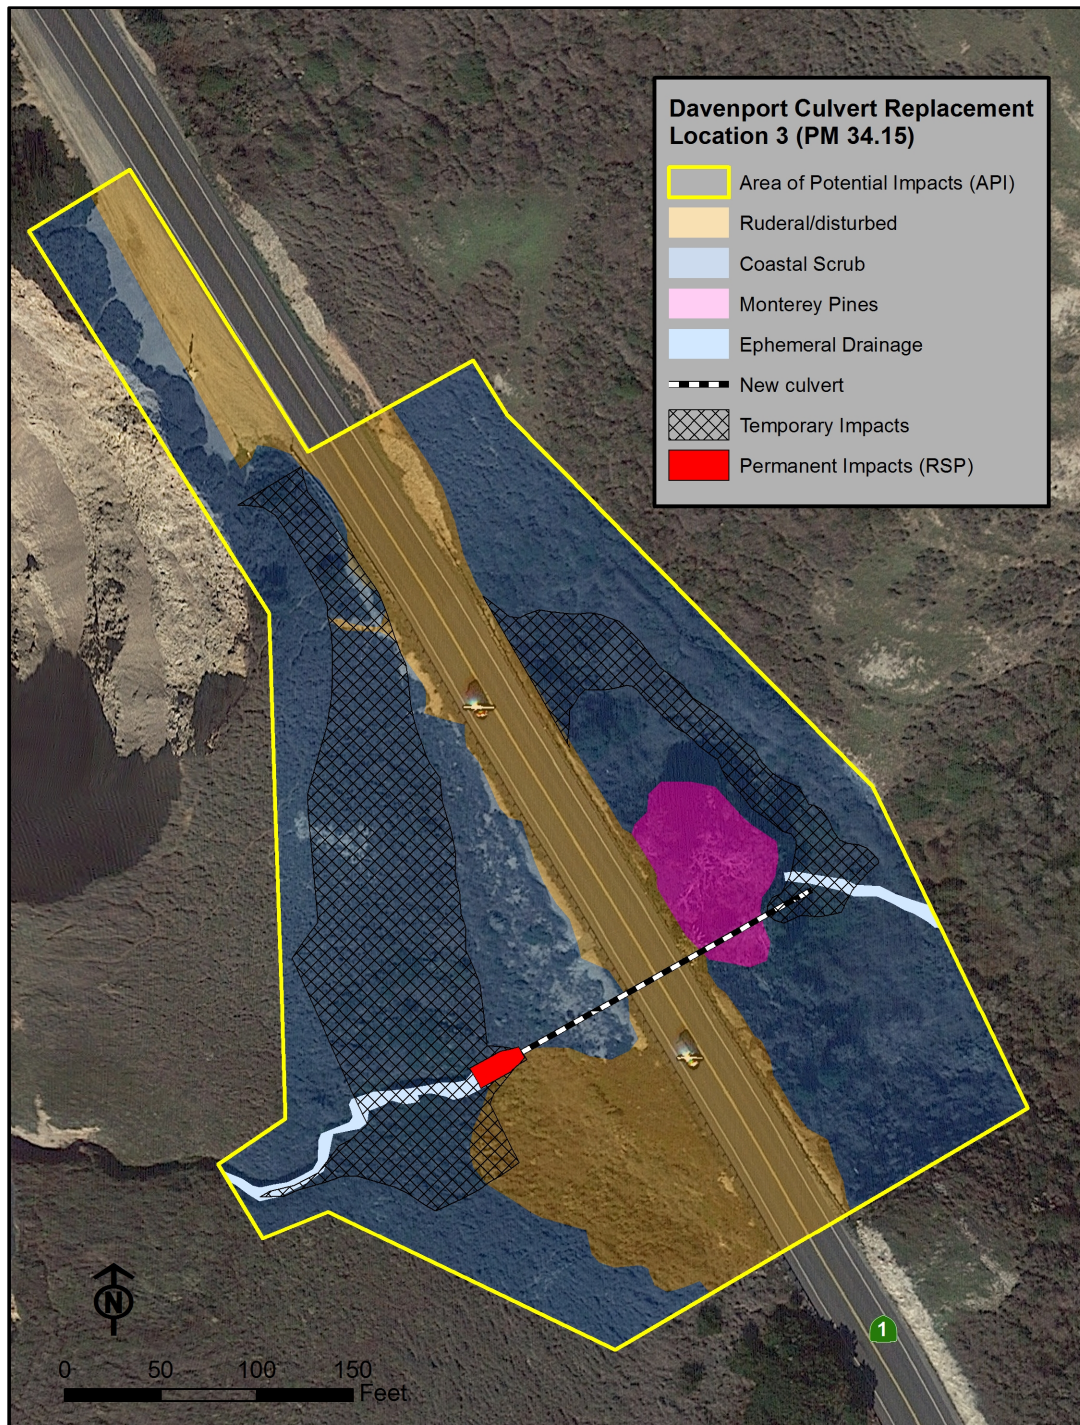 Davenport Culvert Replacement
Location 3 (PM 34.15)
Area of Potential Impacts (API)
Ruderal/disturbed
Coastal Scrub
Monterey Pines
Ephemeral Drainage
New culvert
Temporary Impacts
Permanent Impacts (RSP)
N
1
0 50 100 150
Feet